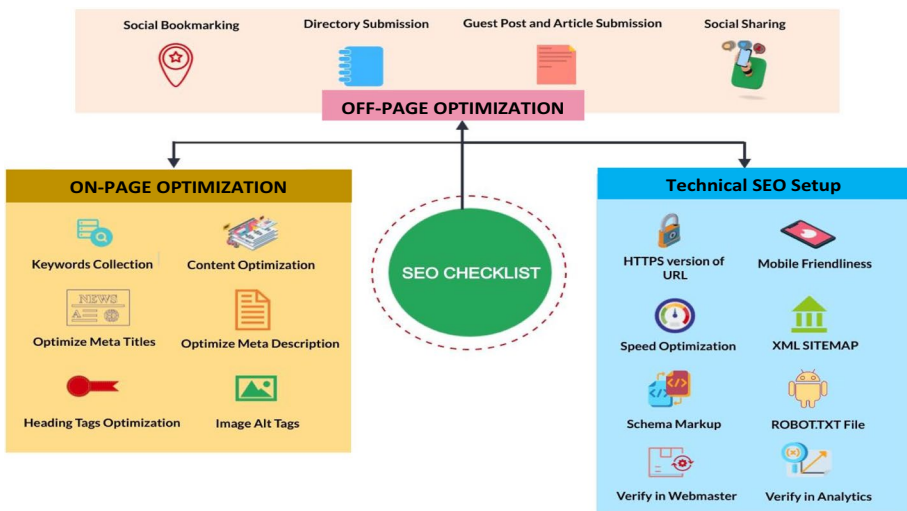 Social Bookmarking
Directory Submission
Guest Post and Article Submission
Social Sharing
OFF-PAGE OPTIMIZATION
ON-PAGE OPTIMIZATION
Keywords Collection
Content Optimization
NEWS
A
Optimize Meta Titles
Optimize Meta Description
Heading Tags Optimization
Image Alt Tags
SEO CHECKLIST
Technical SEO Setup
HTTPS version of
URL
Mobile Friendliness
Speed Optimization
XML SITEMAP
</>
</>
Schema Markup
ROBOT.TXT File
Verify in Webmaster
Verify in Analytics